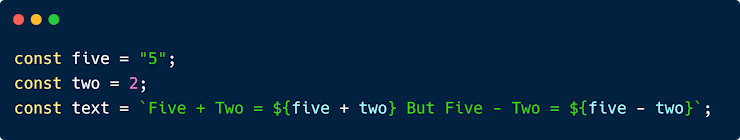 const five = "5";
const two = 2;
const text = `Five + Two = ${five + two} But Five - Two = ${five - two}`;